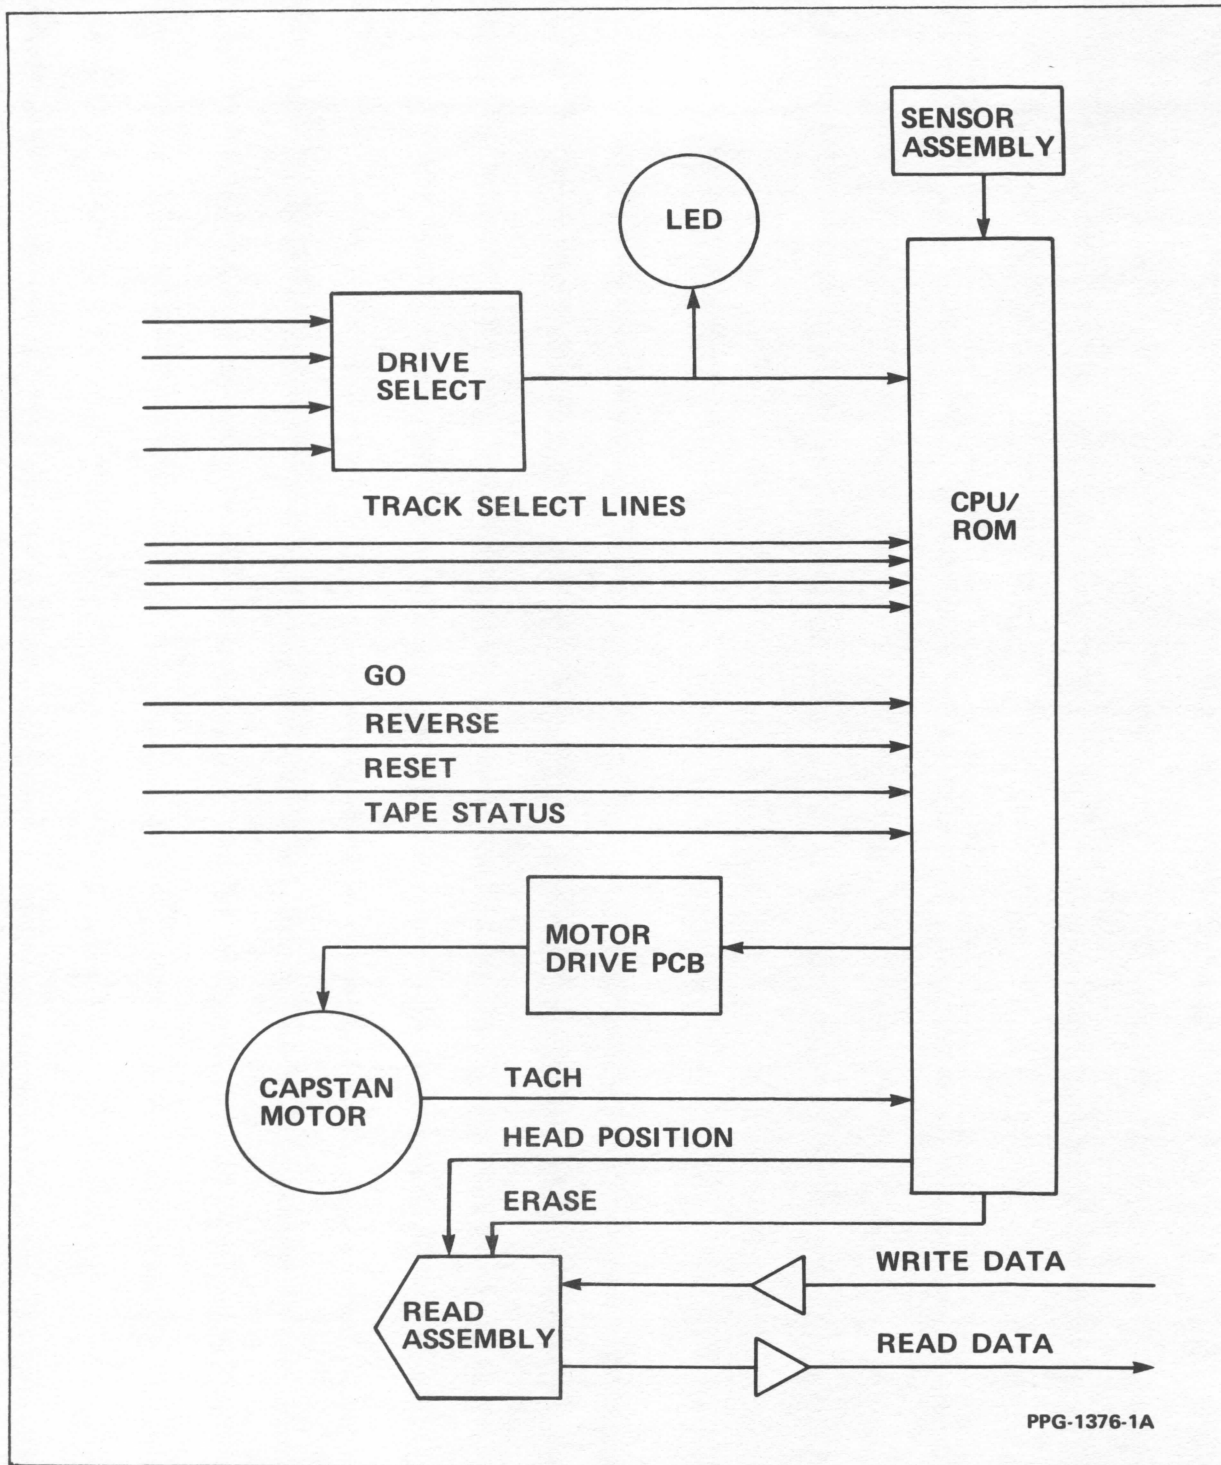 SENSOR
ASSEMBLY
LED
DRIVE
SELECT
TRACK SELECT LINES
CPU/
ROM
GO
REVERSE
RESET
TAPE STATUS
MOTOR
DRIVE PCB
CAPSTAN
MOTOR
TACH
HEAD POSITION
ERASE
WRITE DATA
READ
ASSEMBLY
READ DATA
PPG-1376-1A